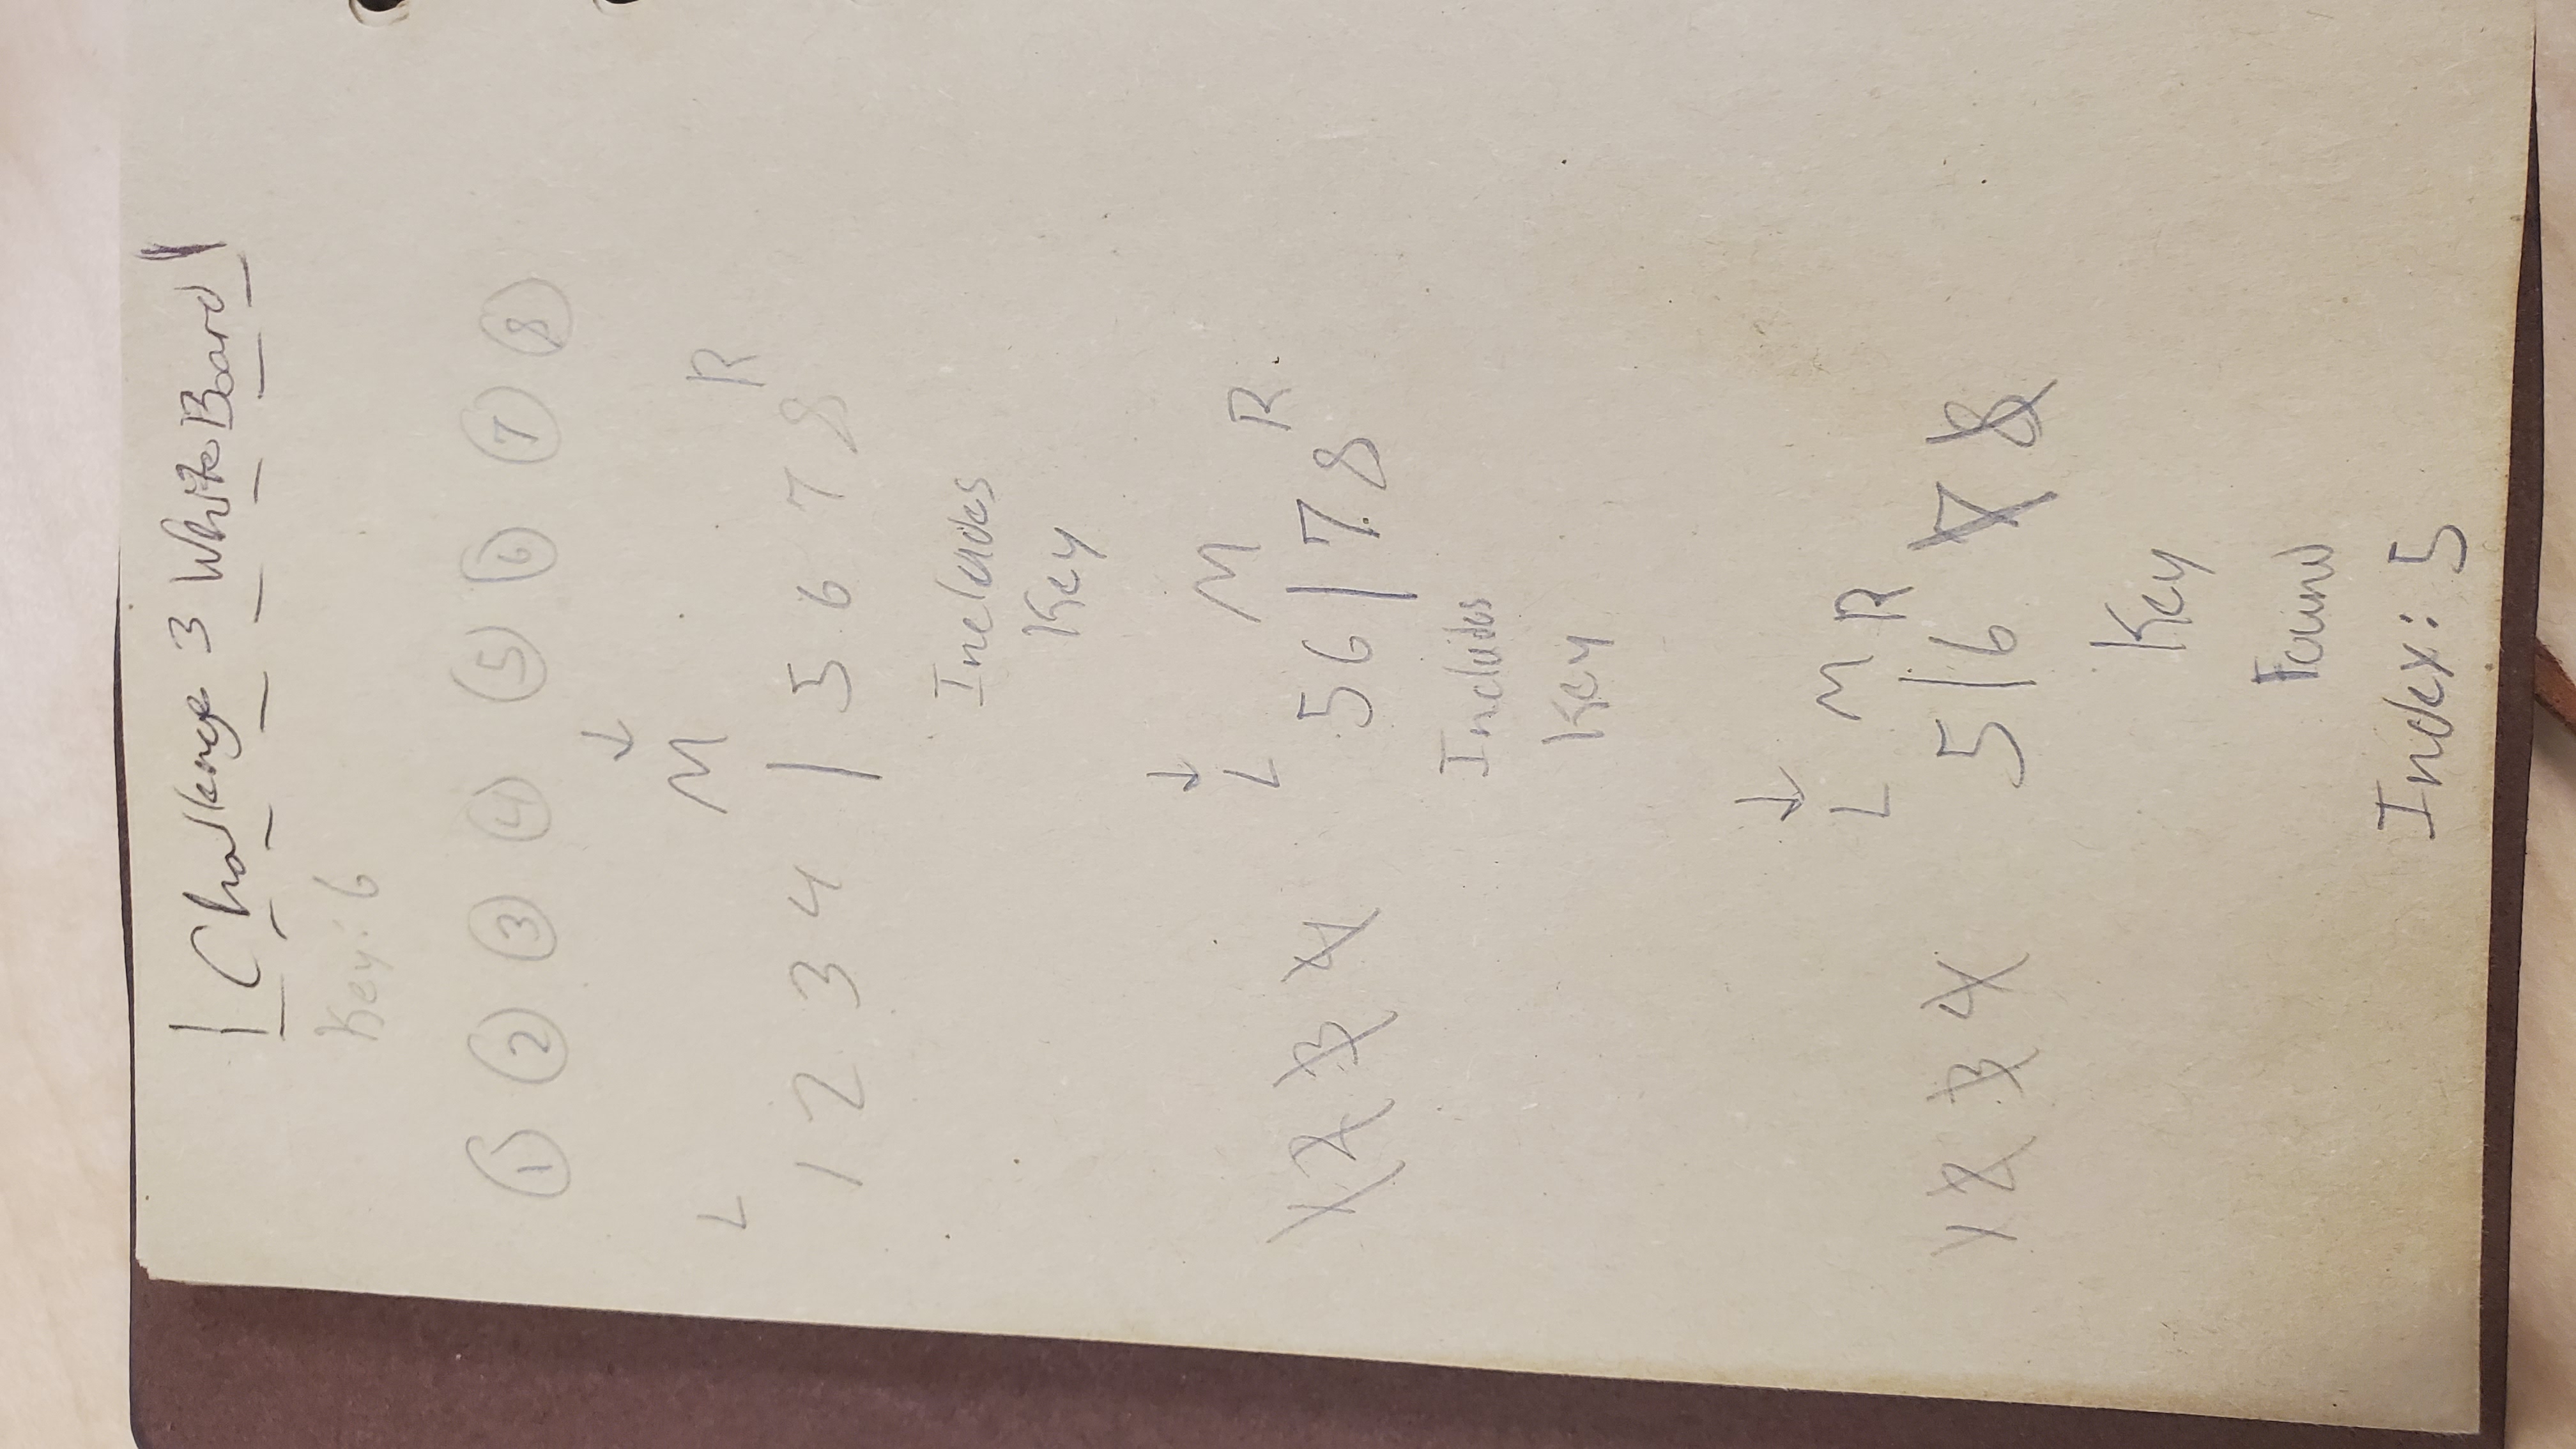 | Challenge 3 WhiteBoard |
Key: 6
1 2 3 4 5 6 7 8
↓
L M R
1 2 3 4 | 5 6 7 8
Includes
Key
↓
L M R
1 2 3 4 5 6 | 7 8
Includes
Key
↓
L M R
1 2 3 4 5 | 6 7 8
Key
Found
Index: 5